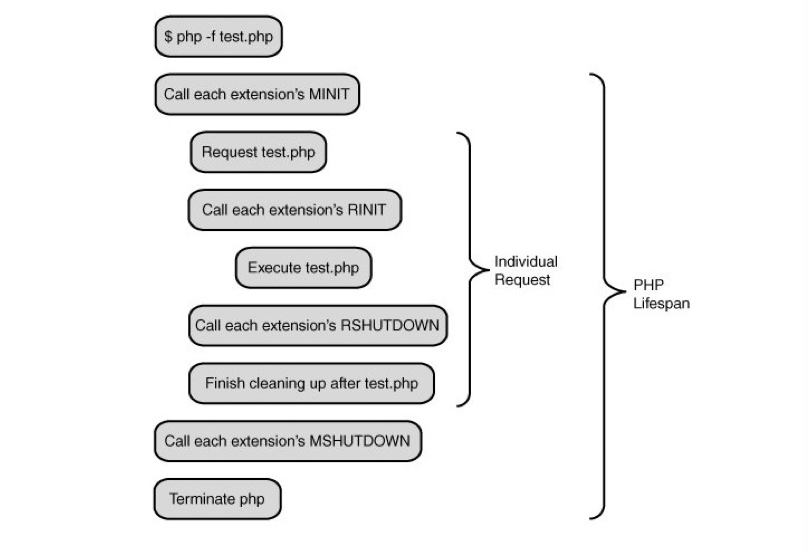 $ php -f test.php
Call each extension's MINIT
Request test.php
Call each extension's RINIT
Execute test.php
Call each extension's RSHUTDOWN
Finish cleaning up after test.php
Call each extension's MSHUTDOWN
Terminate php
Individual
Request
PHP
Lifespan